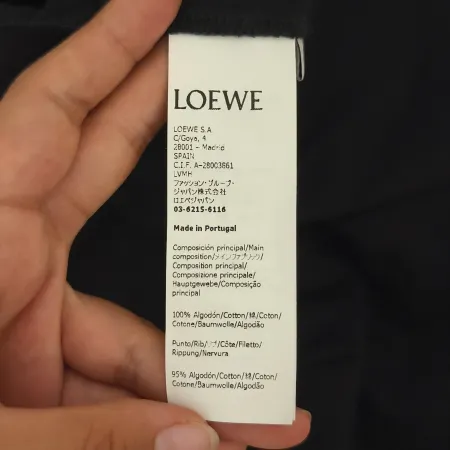 LOEWE
LOEWE S.A
C/Goya, 4
28001 – Madrid
SPAIN
C.I.F. A-28003861
LVMH
ファッション・グループ・
ジャパン株式会社
ロエベジャパン
03-6215-6116
Made in Portugal
Composición principal/Main
composition/メインファブリック/
Composition principal/
Composizione principale/
Hauptgewebe/Composição
principal
100% Algodón/Cotton/綿/Coton/
Cotone/Baumwolle/Algodão
Punto/Rib/リブ/Côte/Filetto/
Rippung/Nervura
95% Algodón/Cotton/綿/Coton/
Cotone/Baumwolle/Algodão